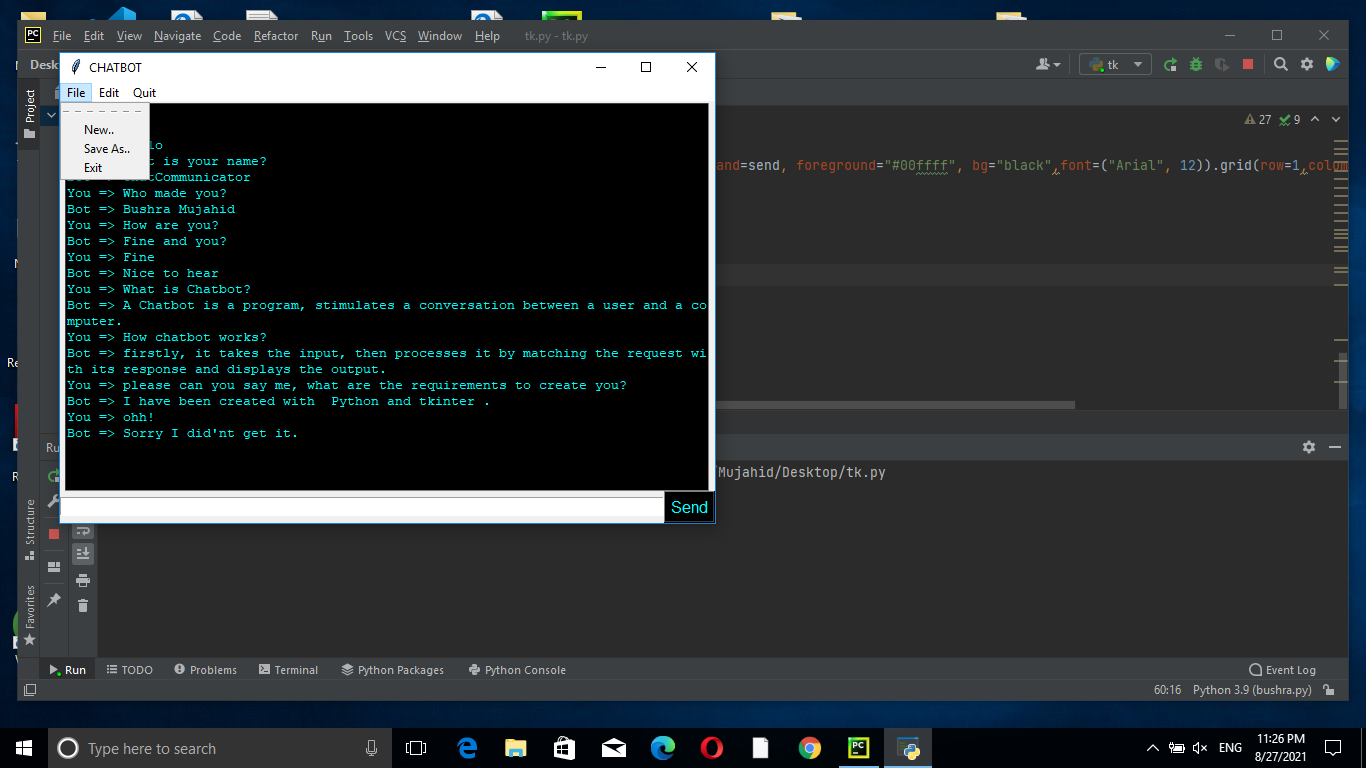 PC File Edit View Navigate Code Refactor Run Tools VCS Window Help tk.py - tk.py
CHATBOT
tk
File Edit Quit
Project
New..
Save As..
Exit
27 9
is your name?
Communicator
and=send, foreground="#00ffff", bg="black",font=("Arial", 12)).grid(row=1,colom
You => Who made you?
Bot => Bushra Mujahid
You => How are you?
Bot => Fine and you?
You => Fine
Bot => Nice to hear
You => What is Chatbot?
Bot => A Chatbot is a program, stimulates a conversation between a user and a co
mputer.
You => How chatbot works?
Bot => firstly, it takes the input, then processes it by matching the request wi
th its response and displays the output.
You => please can you say me, what are the requirements to create you?
Bot => I have been created with  Python and tkinter .
You => ohh!
Bot => Sorry I did'nt get it.
Send
Mujahid/Desktop/tk.py
Structure
Favorites
Run TODO Problems Terminal Python Packages Python Console Event Log
60:16 Python 3.9 (bushra.py)
Type here to search
ENG
11:26 PM
8/27/2021